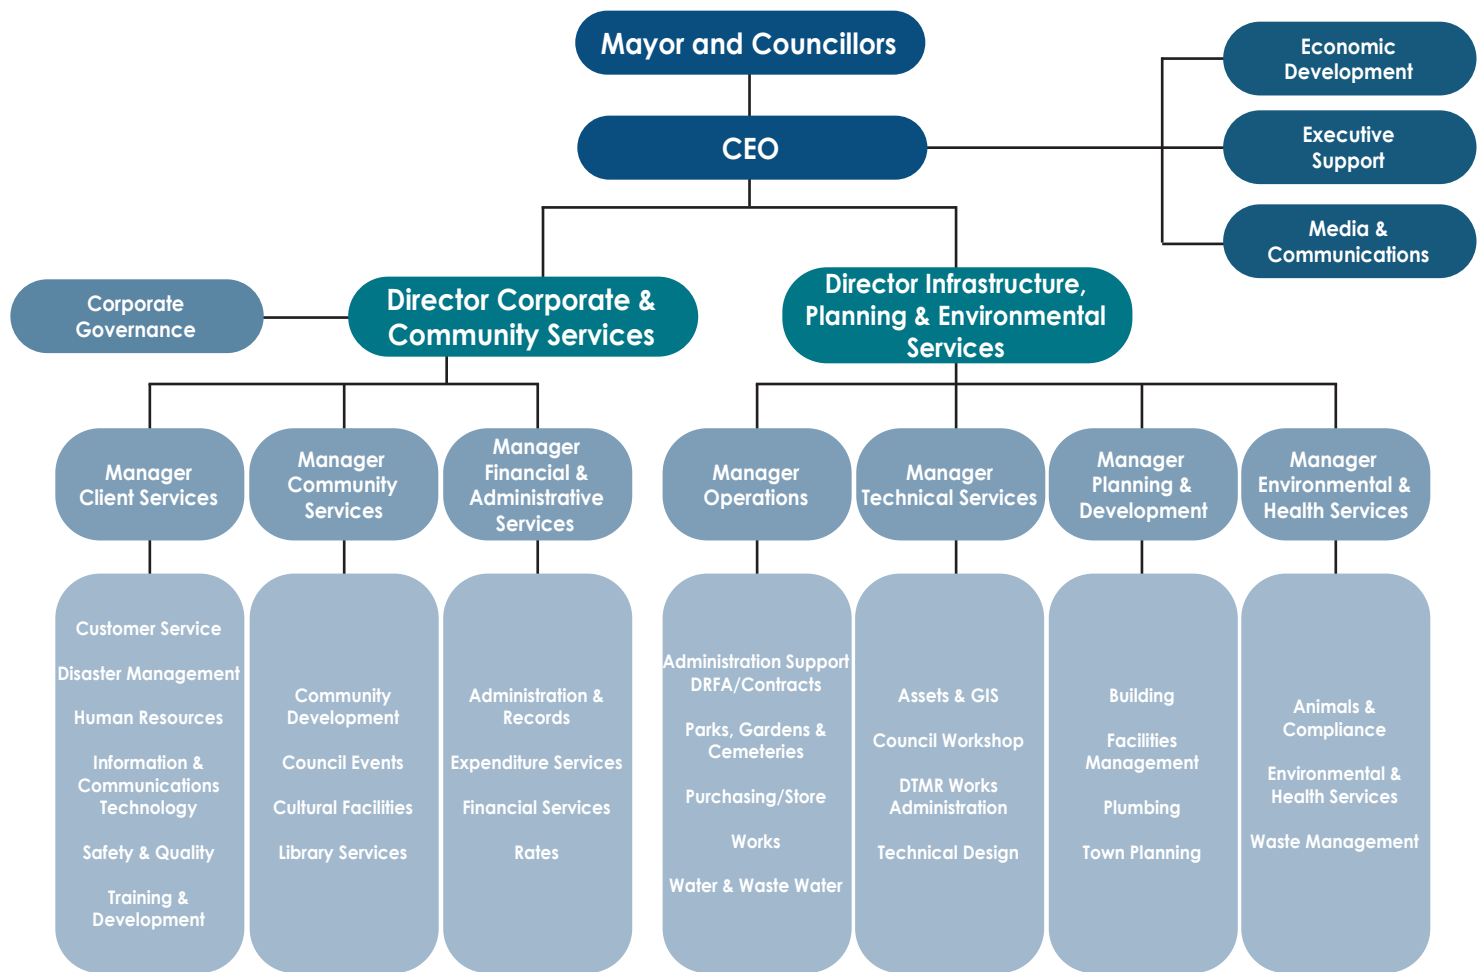 Mayor and Councillors
Economic
Development
CEO
Executive
Support
Media &
Communications
Corporate
Governance
Director Corporate &
Community Services
Director Infrastructure,
Planning & Environmental
Services
Manager
Client Services
Manager
Community
Services
Manager
Financial &
Administrative
Services
Manager
Operations
Manager
Technical Services
Manager
Planning &
Development
Manager
Environmental &
Health Services
Customer Service
Disaster Management
Human Resources
Information &
Communications
Technology
Safety & Quality
Training &
Development
Community
Development
Council Events
Cultural Facilities
Library Services
Administration &
Records
Expenditure Services
Financial Services
Rates
Administration Support
DRFA/Contracts
Parks, Gardens &
Cemeteries
Purchasing/Store
Works
Water & Waste Water
Assets & GIS
Council Workshop
DTMR Works
Administration
Technical Design
Building
Facilities
Management
Plumbing
Town Planning
Animals &
Compliance
Environmental &
Health Services
Waste Management